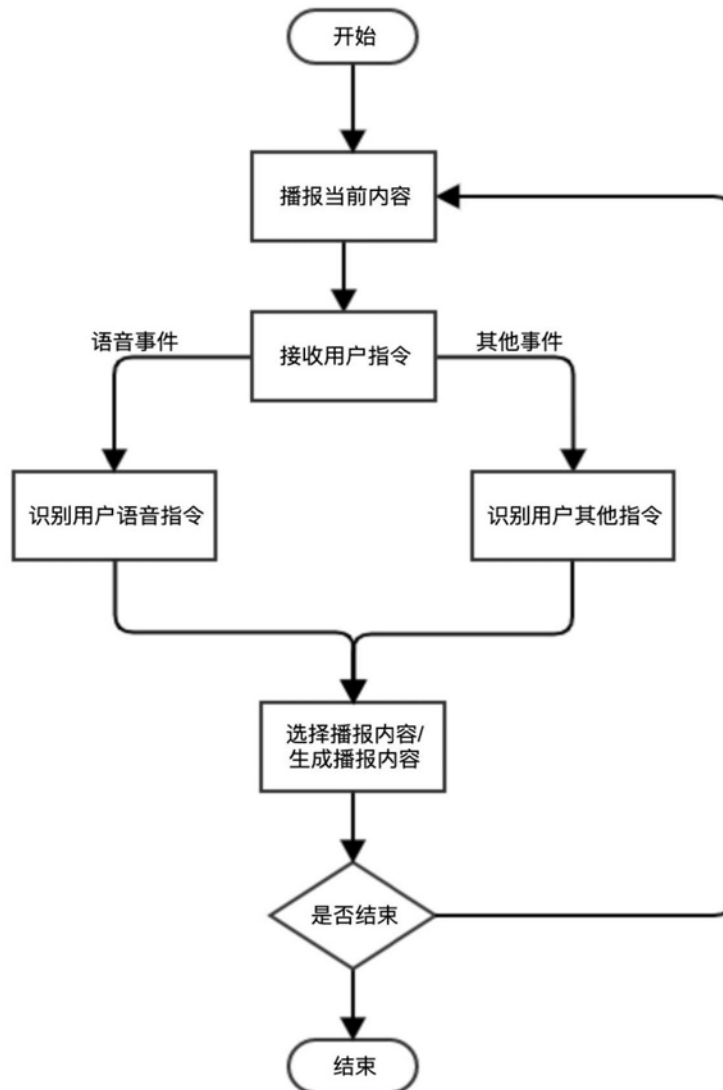 开始
播报当前内容
接收用户指令
语音事件
其他事件
识别用户语音指令
识别用户其他指令
选择播报内容/
生成播报内容
是否结束
结束